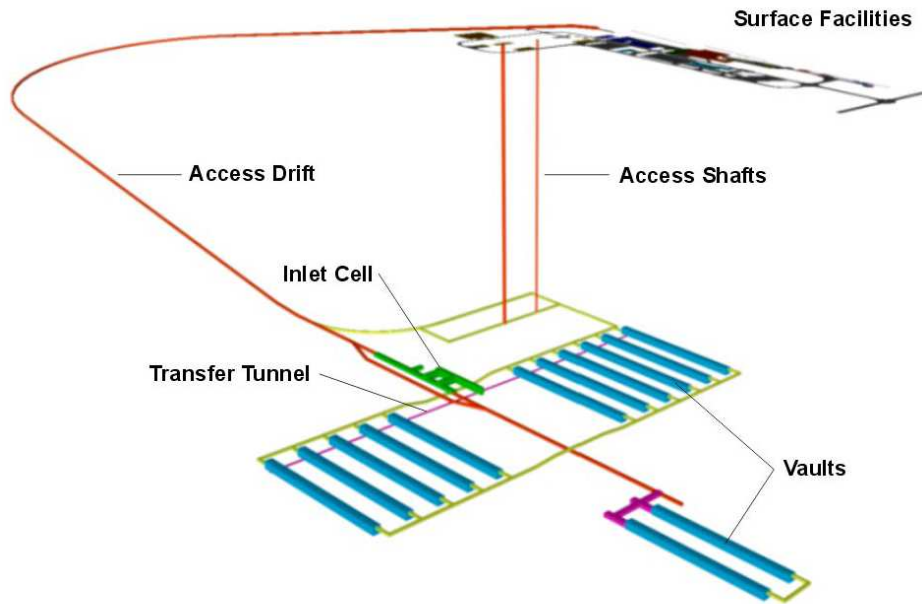 Surface Facilities
Access Drift
Access Shafts
Inlet Cell
Transfer Tunnel
Vaults